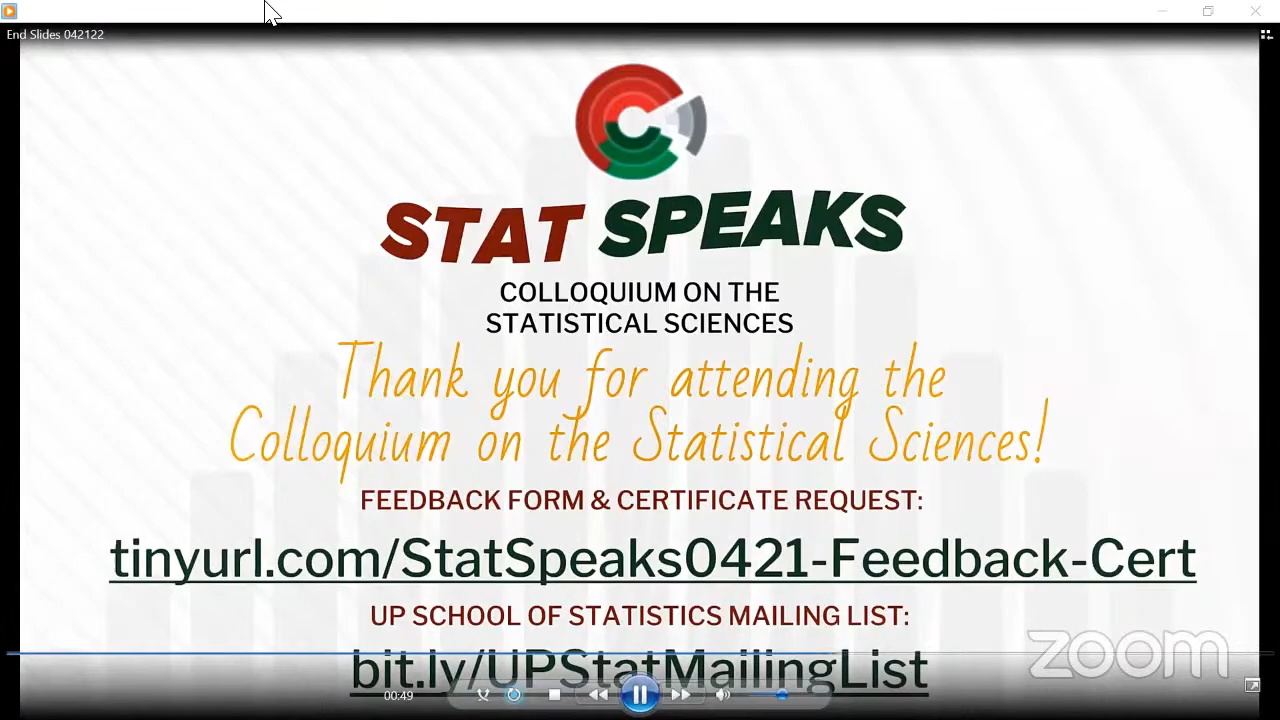 End Slides 042122
STAT SPEAKS
COLLOQUIUM ON THE
STATISTICAL SCIENCES
Thank you for attending the
Colloquium on the Statistical Sciences!
FEEDBACK FORM & CERTIFICATE REQUEST:
tinyurl.com/StatSpeaks0421-Feedback-Cert
UP SCHOOL OF STATISTICS MAILING LIST:
zoom
bit.ly/UPStatMailingList
00:49